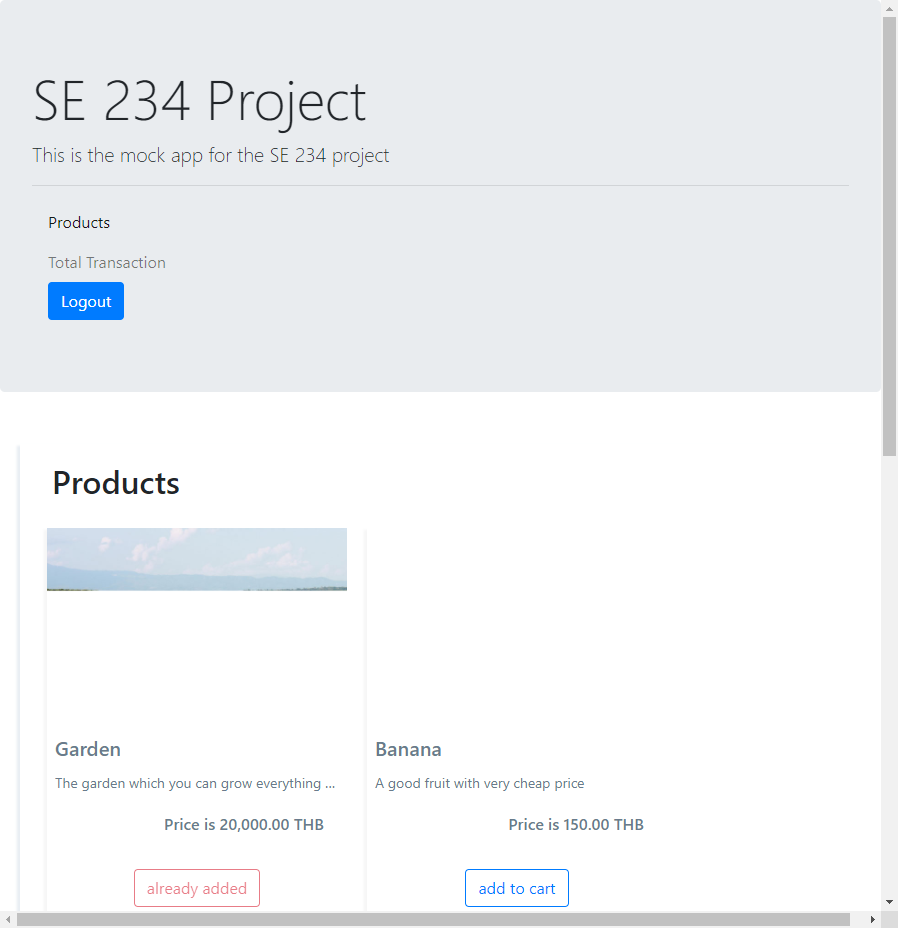 SE 234 Project
This is the mock app for the SE 234 project
Products
Total Transaction
Logout
Products
Garden
The garden which you can grow everything ...
Price is 20,000.00 THB
already added
Banana
A good fruit with very cheap price
Price is 150.00 THB
add to cart